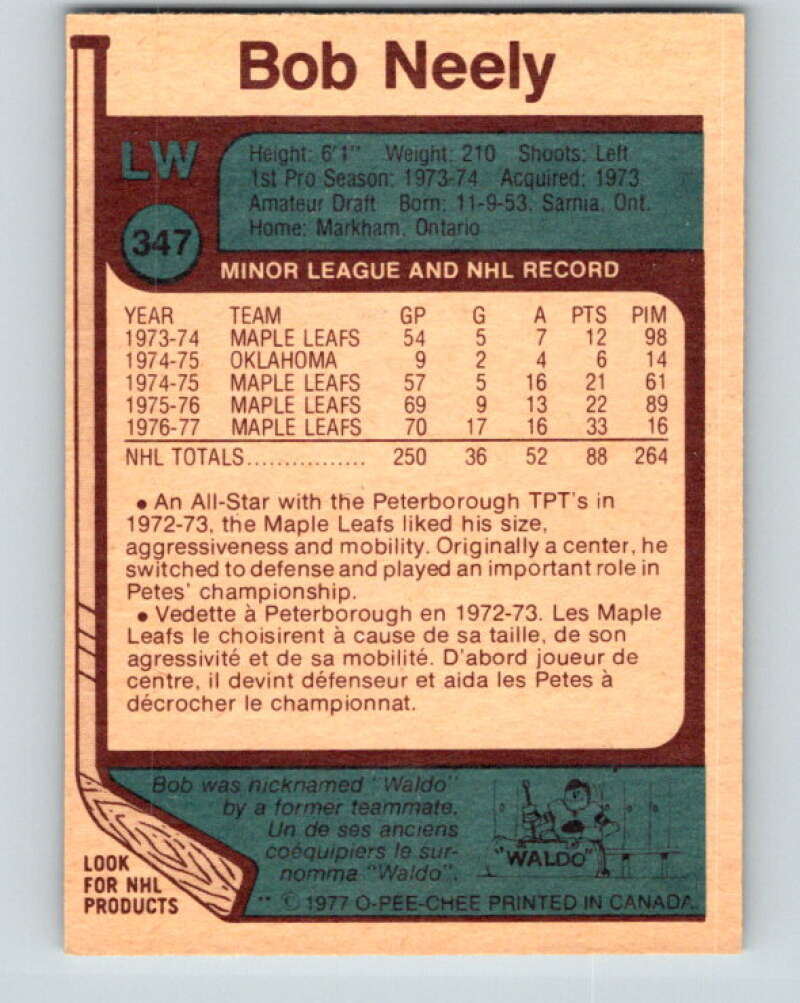 Bob Neely
LW
347
Height: 6'1" Weight: 210 Shoots: Left
1st Pro Season: 1973-74 Acquired: 1973
Amateur Draft Born: 11-9-53, Sarnia, Ont.
Home: Markham, Ontario
MINOR LEAGUE AND NHL RECORD
YEAR TEAM GP G A PTS PIM
1973-74 MAPLE LEAFS 54 5 7 12 98
1974-75 OKLAHOMA 9 2 4 6 14
1974-75 MAPLE LEAFS 57 5 16 21 61
1975-76 MAPLE LEAFS 69 9 13 22 89
1976-77 MAPLE LEAFS 70 17 16 33 16
NHL TOTALS................ 250 36 52 88 264
• An All-Star with the Peterborough TPT's in
1972-73, the Maple Leafs liked his size,
aggressiveness and mobility. Originally a center, he
switched to defense and played an important role in
Petes' championship.
• Vedette à Peterborough en 1972-73. Les Maple
Leafs le choisirent à cause de sa taille, de son
agressivité et de sa mobilité. D'abord joueur de
centre, il devint défenseur et aida les Petes à
décrocher le championnat.
Bob was nicknamed "Waldo"
by a former teammate.
Un de ses anciens
coéquipiers le sur-
nomma "Waldo".
"WALDO"
LOOK
FOR NHL
PRODUCTS
** © 1977 O-PEE-CHEE PRINTED IN CANADA